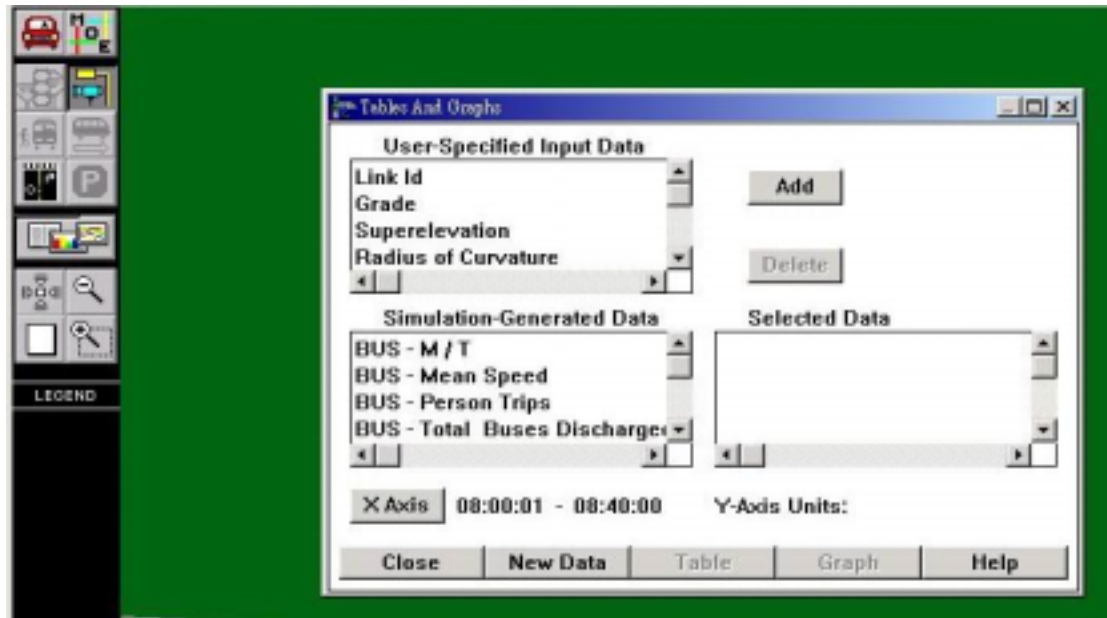 M
O
E
P
LEGEND
Tables And Graphs
User-Specified Input Data
Link Id
Grade
Superelevation
Radius of Curvature
Add
Delete
Simulation-Generated Data
BUS - M / T
BUS - Mean Speed
BUS - Person Trips
BUS - Total Buses Discharged
Selected Data
X Axis 08:00:01 - 08:40:00 Y-Axis Units:
Close New Data Table Graph Help